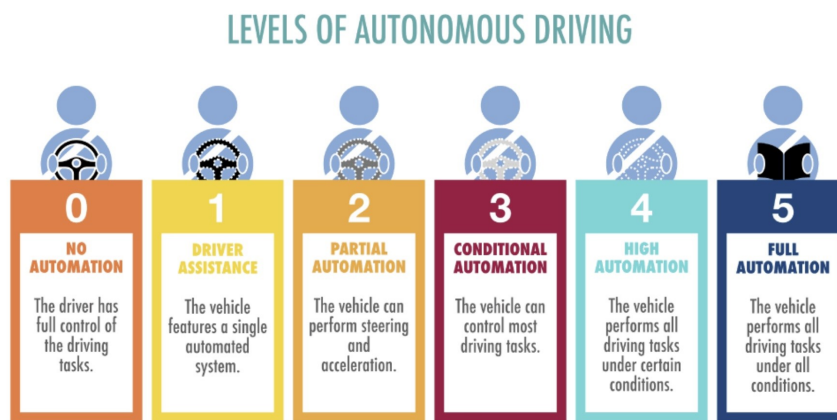 LEVELS OF AUTONOMOUS DRIVING
0
NO
AUTOMATION
The driver has
full control of
the driving
tasks.
1
DRIVER
ASSISTANCE
The vehicle
features a single
automated
system.
2
PARTIAL
AUTOMATION
The vehicle can
perform steering
and
acceleration.
3
CONDITIONAL
AUTOMATION
The vehicle can
control most
driving tasks.
4
HIGH
AUTOMATION
The vehicle
performs all
driving tasks
under certain
conditions.
5
FULL
AUTOMATION
The vehicle
performs all
driving tasks
under all
conditions.